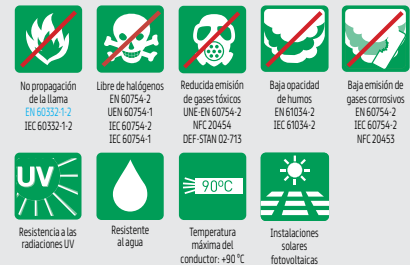 No propagación
de la llama
EN 60332-1-2
IEC 60332-1-2
Libre de halógenos
EN 60754-2
UEN 60754-1
IEC 60754-2
IEC 60754-1
Reducida emisión
de gases tóxicos
UNE-EN 60754-2
NFC 20454
DEF-STAN 02-713
Baja opacidad
de humos
EN 61034-2
IEC 61034-2
Baja emisión de
gases corrosivos
EN 60754-2
IEC 60754-2
NFC 20453
UV
Resistencia a las
radiaciones UV
Resistente
al agua
90°C
Temperatura
máxima del
conductor: +90 °C
Instalaciones
solares
fotovoltaicas